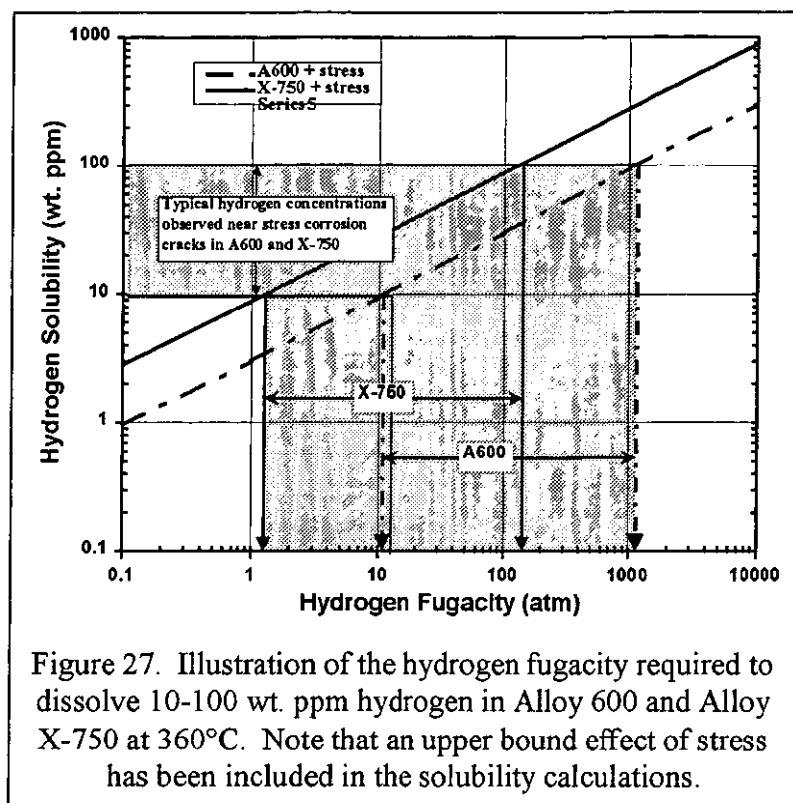 1000
100
10
1
0.1
Hydrogen Solubility (wt. ppm)
A600 + stress
X-750 + stress
Series5
Typical hydrogen concentrations
observed near stress corrosion
cracks in A600 and X-750
X-760
A600
0.1 1 10 100 1000 10000
Hydrogen Fugacity (atm)
Figure 27. Illustration of the hydrogen fugacity required to
dissolve 10-100 wt. ppm hydrogen in Alloy 600 and Alloy
X-750 at 360°C. Note that an upper bound effect of stress
has been included in the solubility calculations.